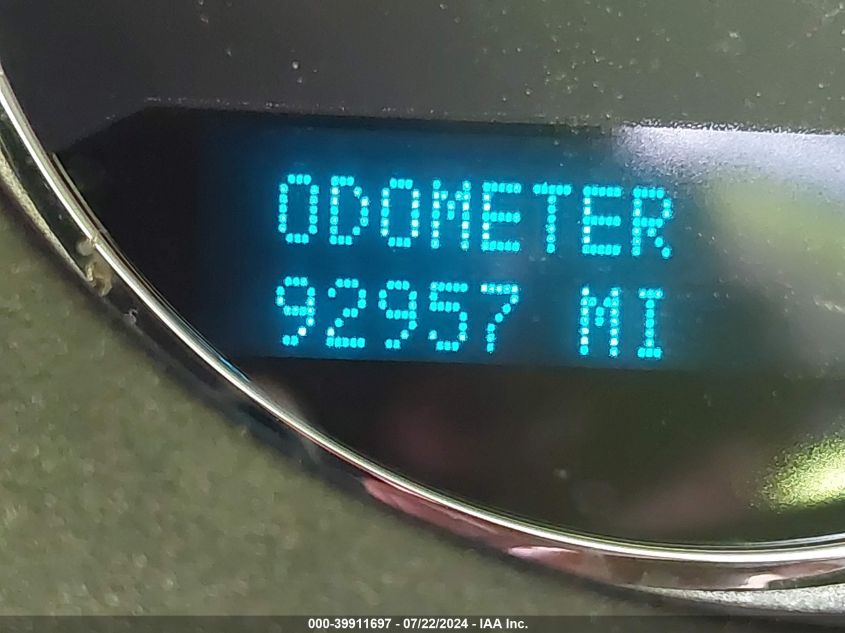 ODOMETER
92957 MI
000-39911697 - 07/22/2024 - IAA Inc.